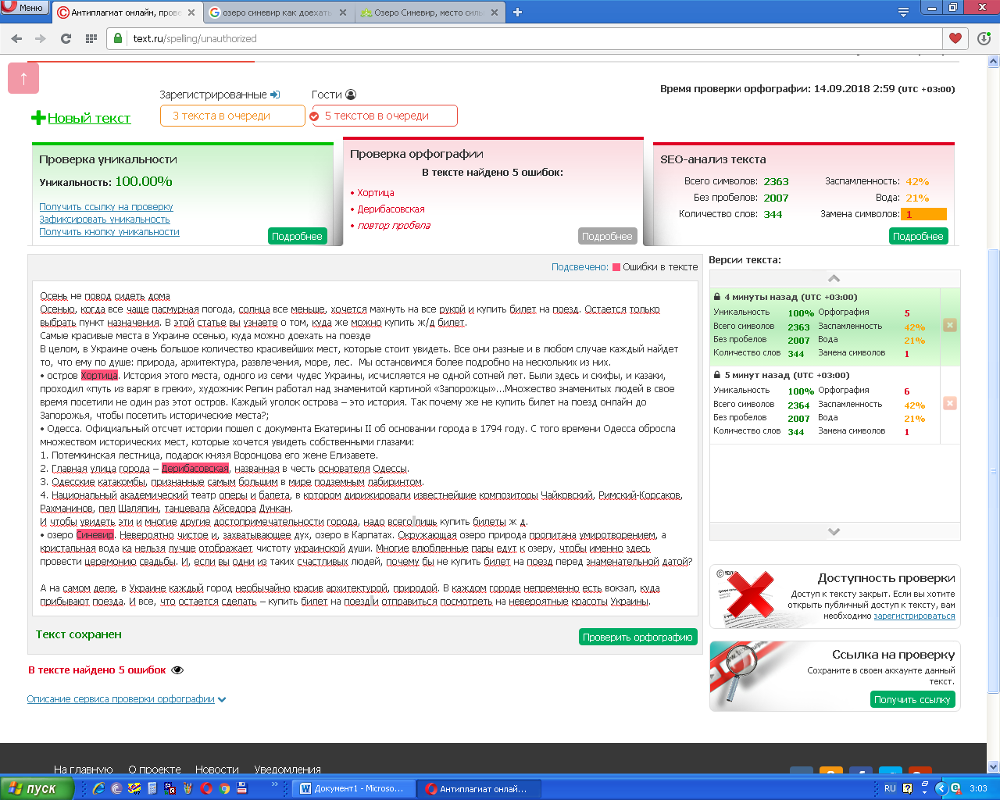 Меню
Антиплагиат онлайн, пров
озеро синевир как доехать
Озеро Синевир, место силы
text.ru/spelling/unauthorized
Время проверки орфографии: 14.09.2018 2:59 (UTC +03:00)
Зарегистрированные
Гости
Новый текст
3 текста в очереди
5 текстов в очереди
Проверка уникальности
Уникальность: 100.00%
Получить ссылку на проверку
Зафиксировать уникальность
Получить кнопку уникальности
Подробнее
Проверка орфографии
В тексте найдено 5 ошибок:
• Хортица
• Дерибасовская
• повтор пробела
Подробнее
SEO-анализ текста
Всего символов: 2363
Заспамленность: 42%
Без пробелов: 2007
Вода: 21%
Количество слов: 344
Замена символов: 1
Подробнее
Подсвечено: Ошибки в тексте
Осень не повод сидеть дома
Осенью, когда все чаще пасмурная погода, солнца все меньше, хочется махнуть на все рукой и купить билет на поезд. Остается только
выбрать пункт назначения. В этой статье вы узнаете о том, куда же можно купить ж/д билет.
Самые красивые места в Украине осенью, куда можно доехать на поезде
В целом, в Украине очень большое количество красивейших мест, которые стоит увидеть. Все они разные и в любом случае каждый найдет
то, что ему по душе: природа, архитектура, развлечения, море, лес.  Мы остановимся более подробно на нескольких из них.
• остров Хортица. История этого места, одного из семи чудес Украины, исчисляется не одной сотней лет. Были здесь и скифы, и казаки,
проходил «путь из варяг в греки», художник Репин работал над знаменитой картиной «Запорожцы»...Множество знаменитых людей в свое
время посетили не один раз этот остров. Каждый уголок острова – это история. Так почему же не купить билет на поезд онлайн до
Запорожья, чтобы посетить исторические места?;
• Одесса. Официальный отсчет истории пошел с документа Екатерины II об основании города в 1794 году. С того времени Одесса обросла
множеством исторических мест, которые хочется увидеть собственными глазами:
1. Потемкинская лестница, подарок князя Воронцова его жене Елизавете.
2. Главная улица города – Дерибасовская, названная в честь основателя Одессы.
3. Одесские катакомбы, признанные самым большим в мире подземным лабиринтом.
4. Национальный академический театр оперы и балета, в котором дирижировали известнейшие композиторы Чайковский, Римский-Корсаков,
Рахманинов, пел Шаляпин, танцевала Айседора Дункан.
И чтобы увидеть эти и многие другие достопримечательности города, надо всего лишь купить билеты ж д.
• озеро Синевир. Невероятно чистое и, захватывающее дух, озеро в Карпатах. Окружающая озеро природа пропитана умиротворением, а
кристальная вода ка нельзя лучше отображает чистоту украинской души. Многие влюбленные пары едут к озеру, чтобы именно здесь
провести церемонию свадьбы. И, если вы одни из таких счастливых людей, почему бы не купить билет на поезд перед знаменательной датой?
А на самом деле, в Украине каждый город необычайно красив архитектурой, природой. В каждом городе непременно есть вокзал, куда
прибывают поезда. И все, что остается сделать – купить билет на поезд и отправиться посмотреть на невероятные красоты Украины.
Текст сохранен
Проверить орфографию
В тексте найдено 5 ошибок
Описание сервиса проверки орфографии
Версии текста:
4 минуты назад (UTC +03:00)
Уникальность 100% Орфография 5
Всего символов 2363 Заспамленность 42%
Без пробелов 2007 Вода 21%
Количество слов 344 Замена символов 1
5 минут назад (UTC +03:00)
Уникальность 100% Орфография 6
Всего символов 2364 Заспамленность 42%
Без пробелов 2007 Вода 21%
Количество слов 344 Замена символов 1
Доступность проверки
Доступ к тексту закрыт. Если вы хотите
открыть публичный доступ к тексту, вам
необходимо зарегистрироваться
Ссылка на проверку
Сохраните в своем аккаунте данный
текст.
Получить ссылку
На главную О проекте Новости Уведомления
пуск
Документ1 - Microso...
Антиплагиат онлай...
RU
3:03